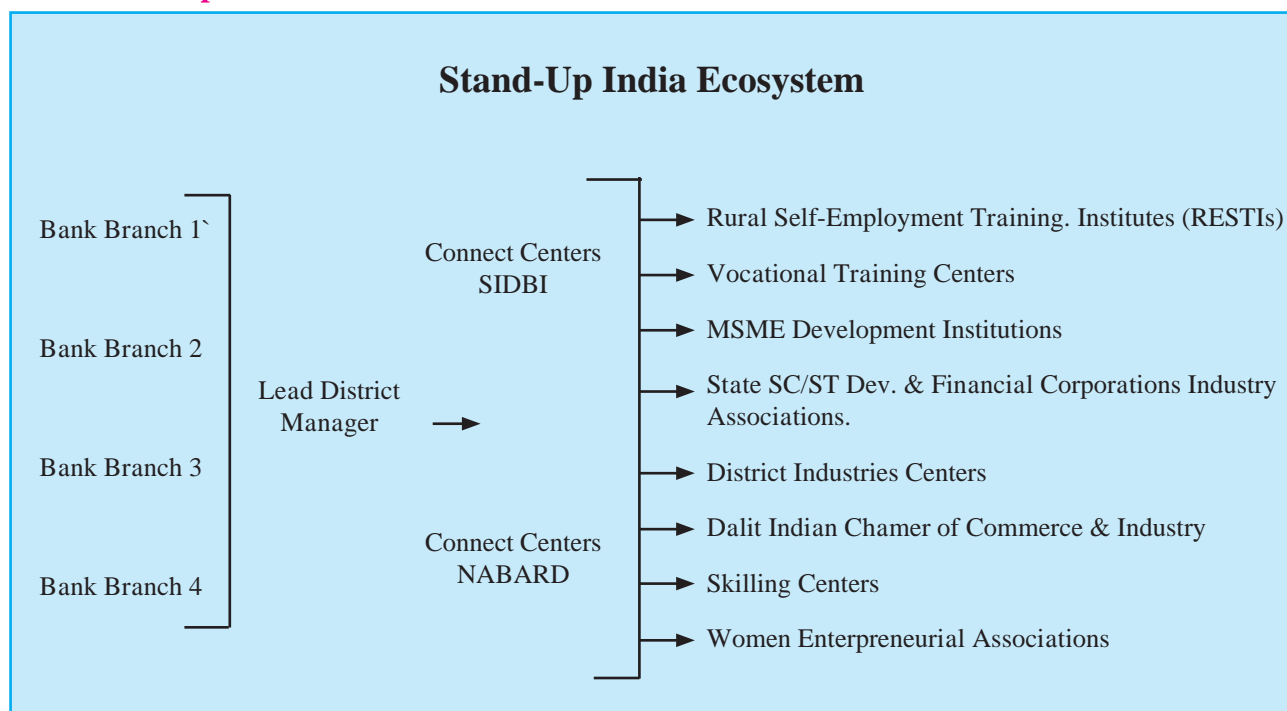 Stand-Up India Ecosystem
Bank Branch 1`
Bank Branch 2
Bank Branch 3
Bank Branch 4
Lead District
Manager
Connect Centers
SIDBI
Connect Centers
NABARD
Rural Self-Employment Training. Institutes (RESTIs)
Vocational Training Centers
MSME Development Institutions
State SC/ST Dev. & Financial Corporations Industry
Associations.
District Industries Centers
Dalit Indian Chamer of Commerce & Industry
Skilling Centers
Women Enterpreneurial Associations